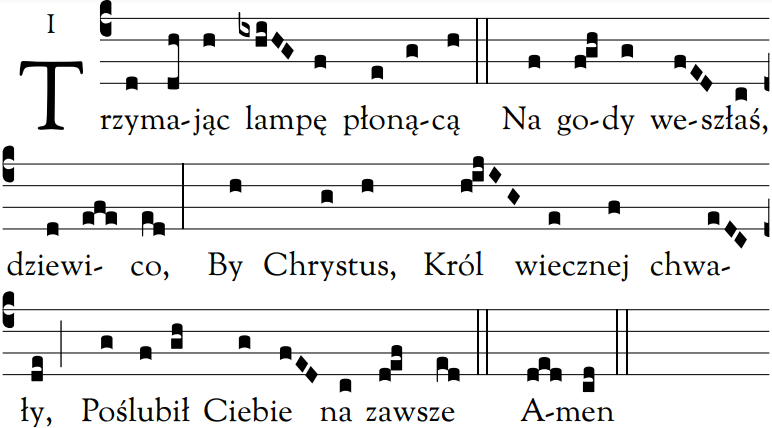 I
Trzyma-jąc lampę płoną-cą Na go-dy we-szłaś,
dziewi- co, By Chrystus, Król wiecznej chwa-
ły, Poślubił Ciebie na zawsze A-men